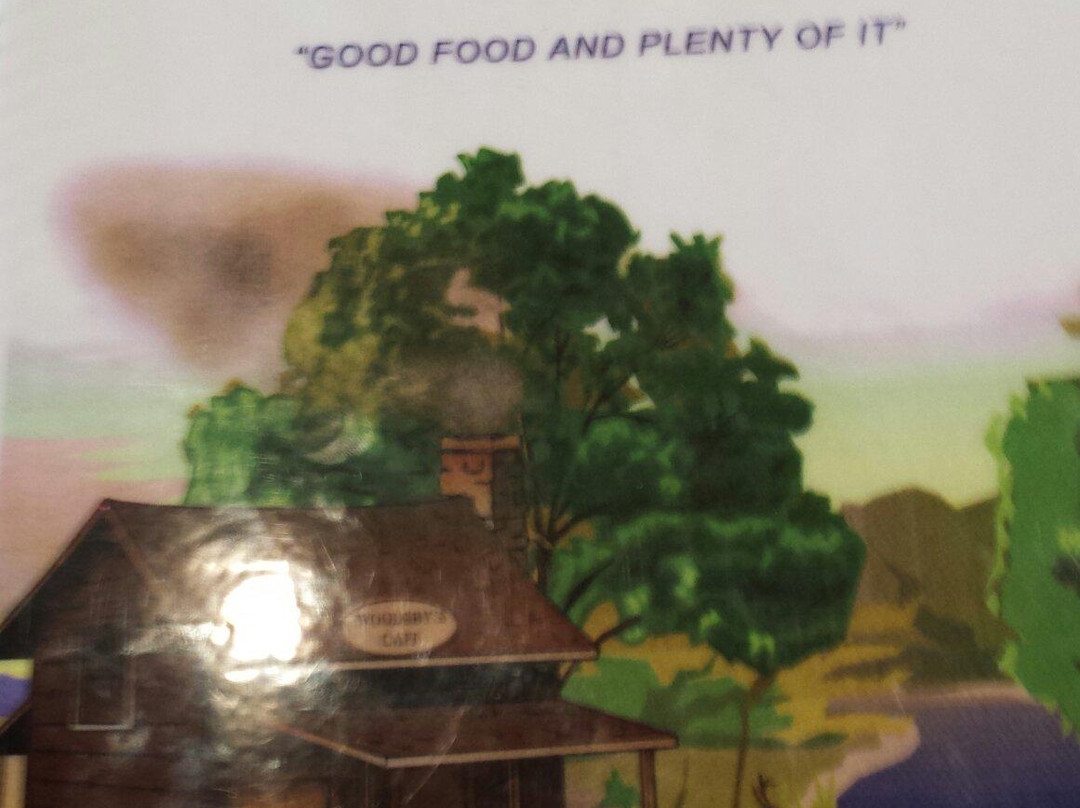 "GOOD FOOD AND PLENTY OF IT"
WOODSBY'S
CAFE